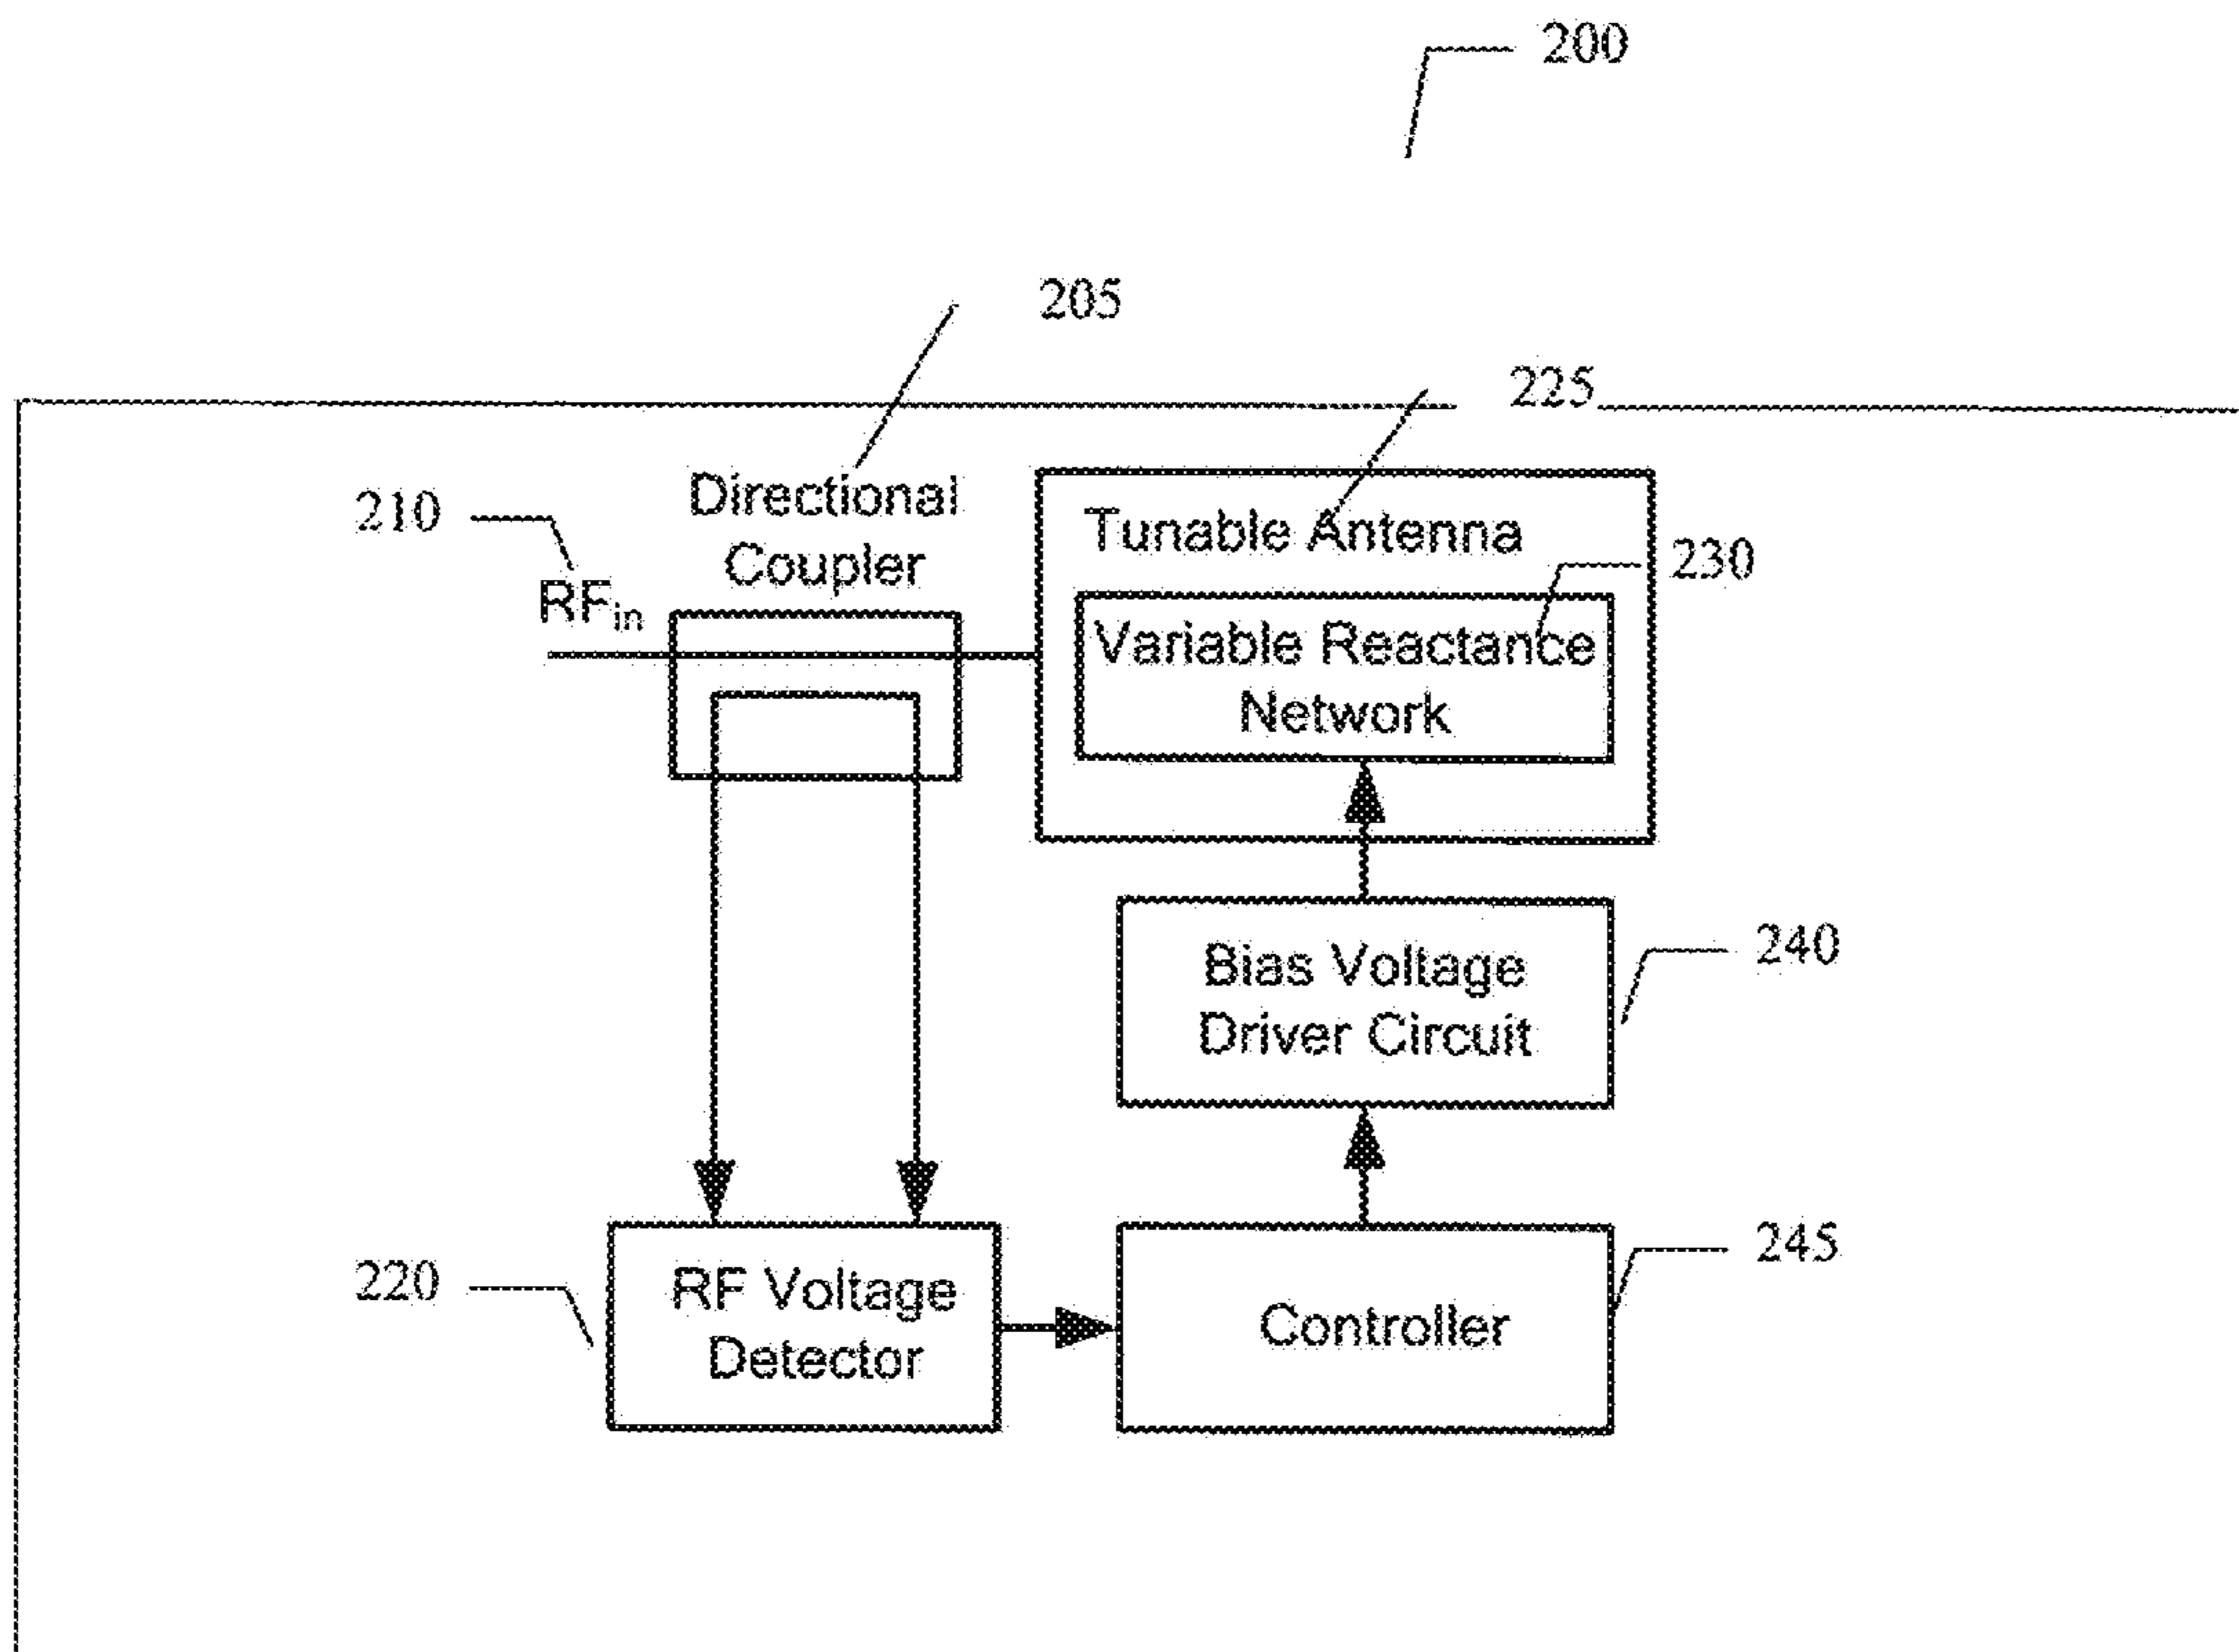 200
205
225
210
Directional
Coupler
RFin
Tunable Antenna
230
Variable Reactance
Network
Bias Voltage
Driver Circuit
240
220
RF Voltage
Detector
Controller
245